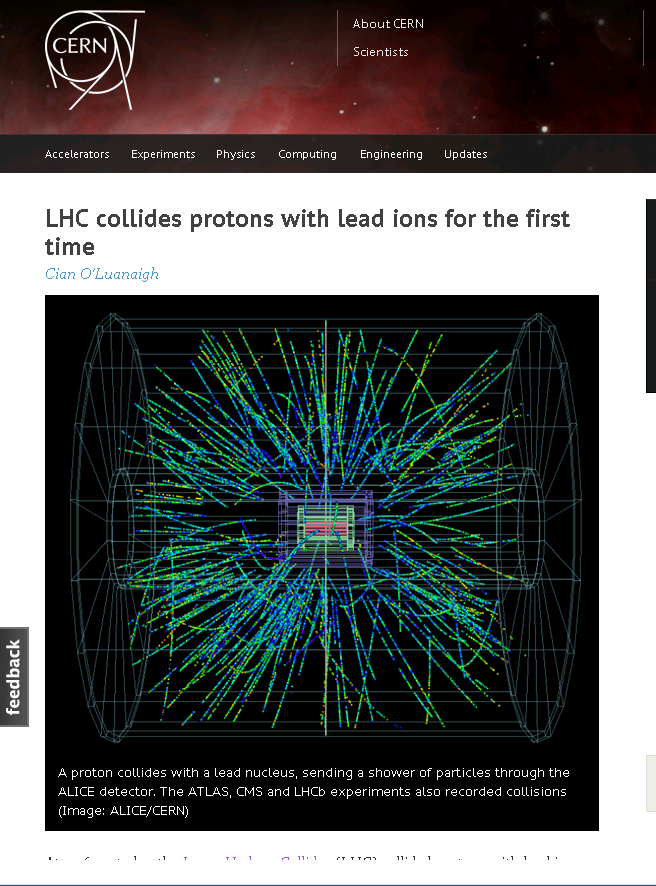 CERN
About CERN
Scientists
Accelerators Experiments Physics Computing Engineering Updates
LHC collides protons with lead ions for the first
time
Cian O'Luanaigh
feedback
A proton collides with a lead nucleus, sending a shower of particles through the
ALICE detector. The ATLAS, CMS and LHCb experiments also recorded collisions
(Image: ALICE/CERN)